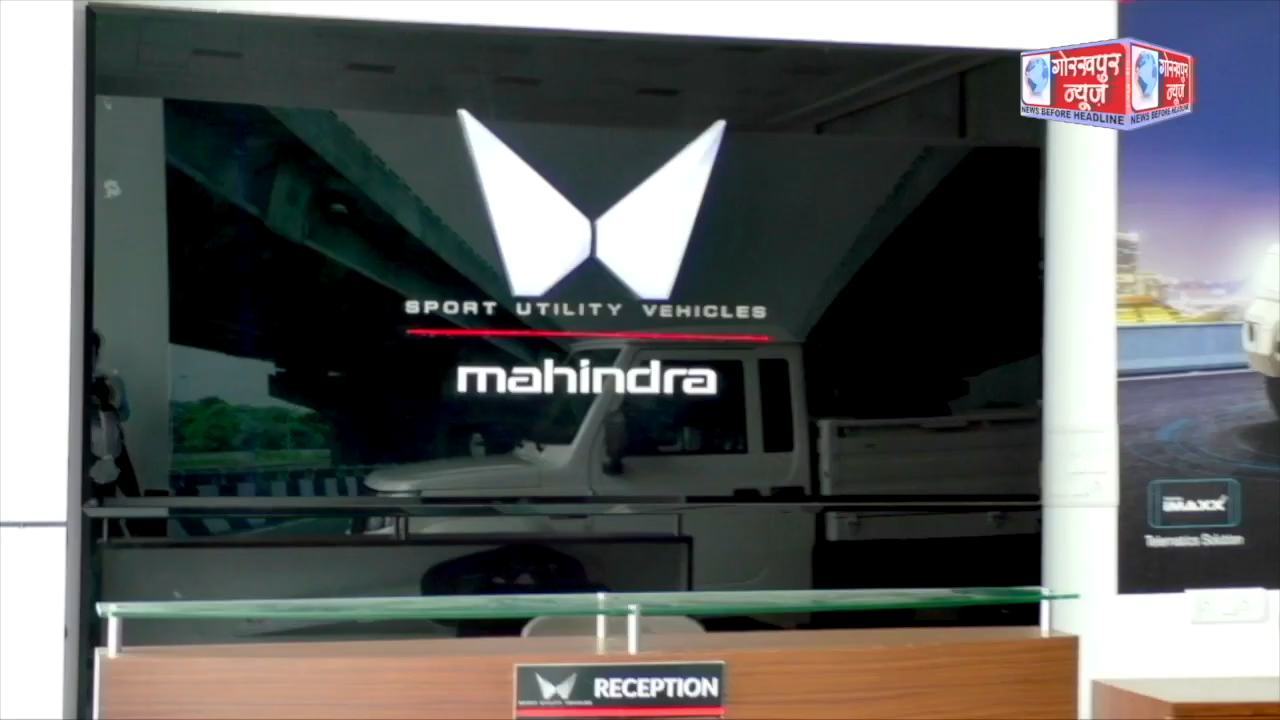 गोरखपुर
न्यूज़
NEWS BEFORE HEADLINE
गोरखपुर
न्यूज़
NEWS BEFORE HEADLINE
SPORT UTILITY VEHICLES
mahindra
iMAXX
Telematics Solution
RECEPTION